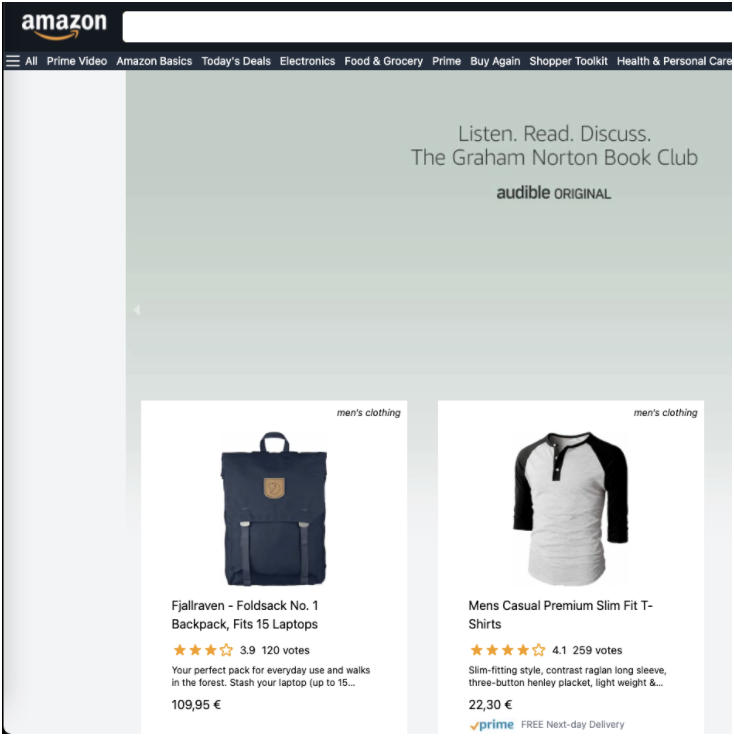 amazon
All Prime Video Amazon Basics Today's Deals Electronics Food & Grocery Prime Buy Again Shopper Toolkit Health & Personal Care
Listen. Read. Discuss.
The Graham Norton Book Club
audible ORIGINAL
men's clothing
Fjallraven - Foldsack No. 1
Backpack, Fits 15 Laptops
3.9 120 votes
Your perfect pack for everyday use and walks
in the forest. Stash your laptop (up to 15...
109,95 €
men's clothing
Mens Casual Premium Slim Fit T-
Shirts
4.1 259 votes
Slim-fitting style, contrast raglan long sleeve,
three-button henley placket, light weight &...
22,30 €
prime FREE Next-day Delivery